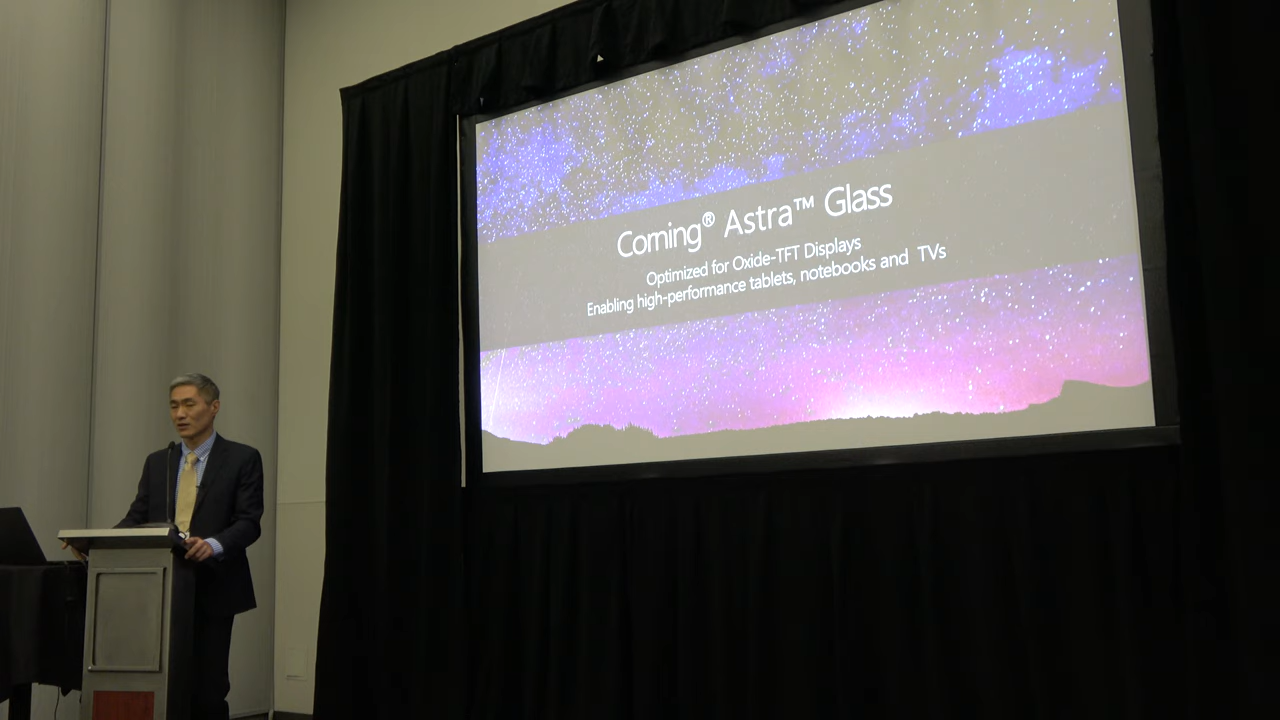 Corning® Astra™ Glass
Optimized for Oxide-TFT Displays
Enabling high-performance tablets, notebooks and TVs